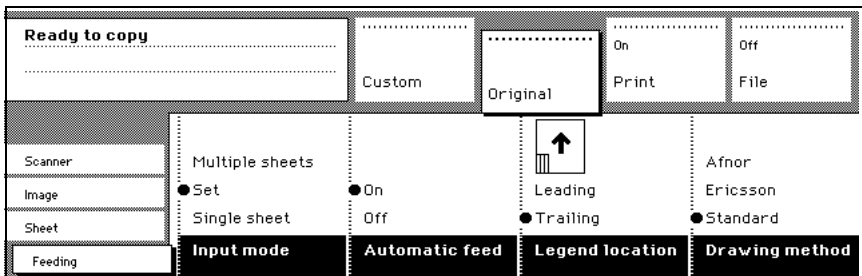 Ready to copy
Custom
Original
On
Print
Off
File
Scanner
Image
Sheet
Feeding
Multiple sheets
Set
Single sheet
Input mode
On
Off
Automatic feed
Leading
Trailing
Legend location
Afnor
Ericsson
Standard
Drawing method